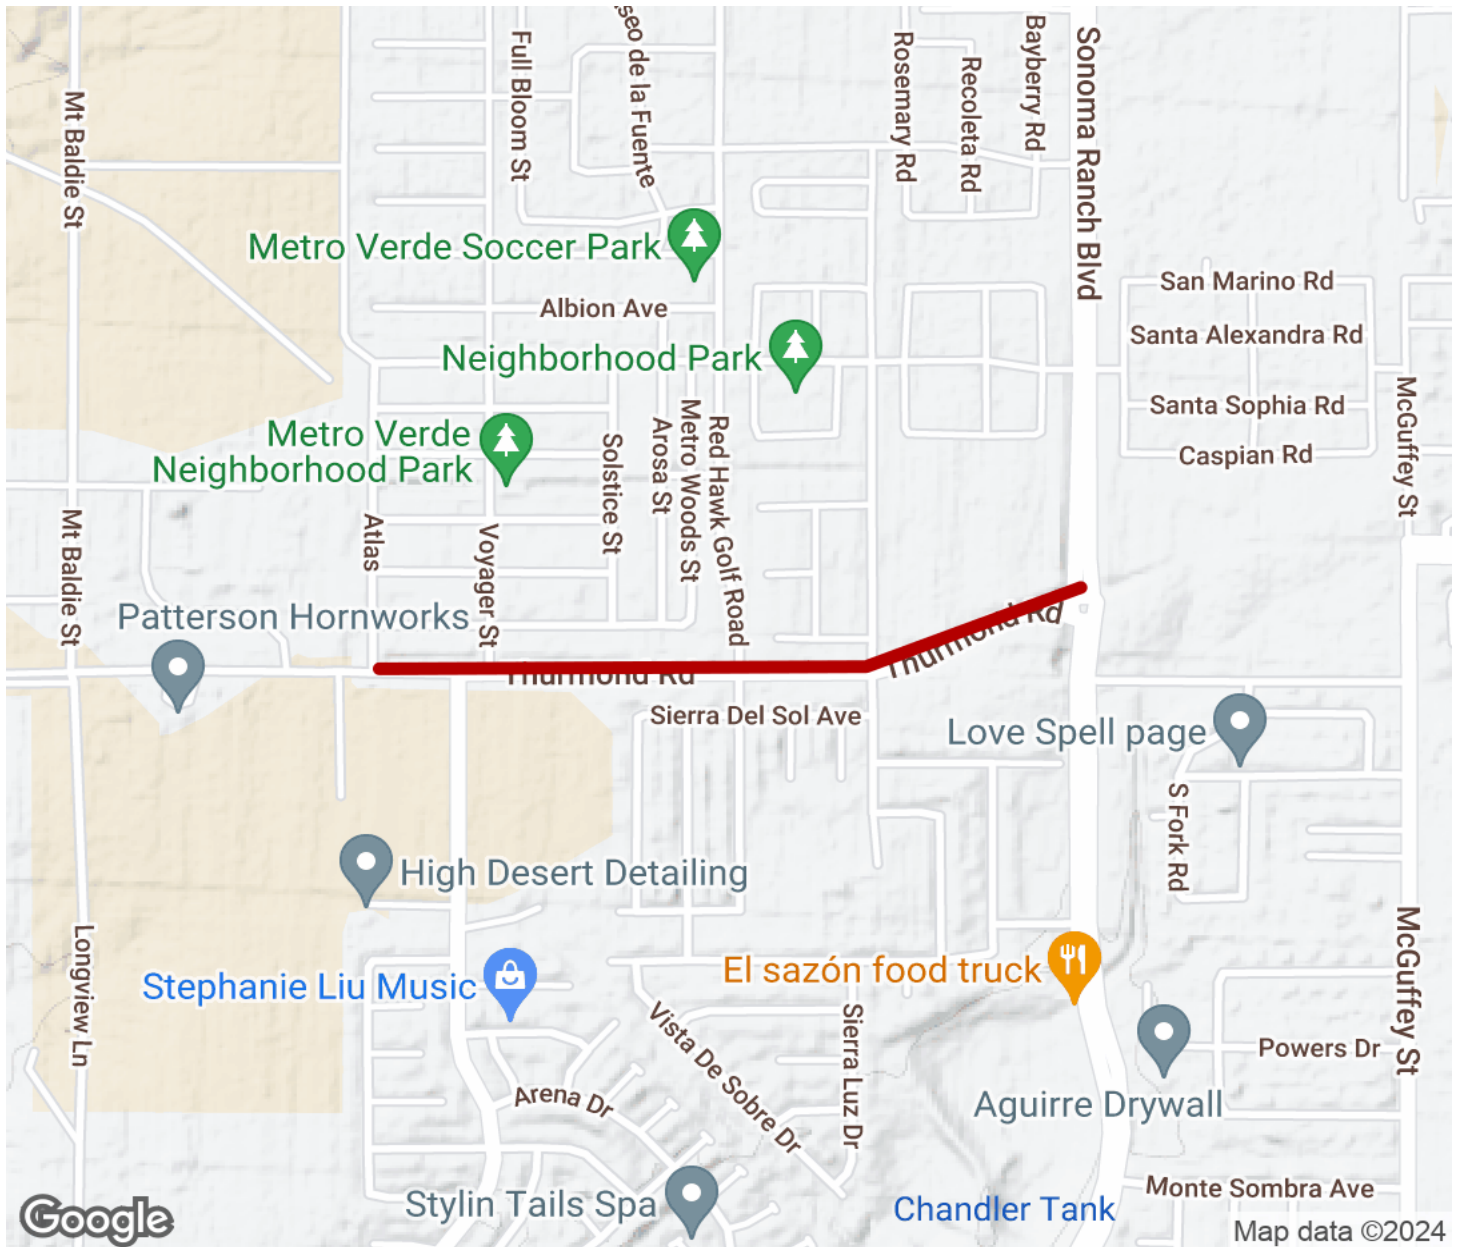 seo de la Fuente
Full Bloom St
Rosemary Rd
Recoleta Rd
Bayberry Rd
Sonoma Ranch Blvd
Mt Baldie St
Metro Verde Soccer Park
San Marino Rd
Albion Ave
Santa Alexandra Rd
Neighborhood Park
Santa Sophia Rd
McGuffey St
Metro Verde
Neighborhood Park
Caspian Rd
Solstice St
Arosa St
Metro Woods St
Red Hawk Golf Road
Atlas
Voyager St
Mt Baldie St
Patterson Hornworks
Thurmond Rd
Thurmond Rd
Sierra Del Sol Ave
Love Spell page
S Fork Rd
High Desert Detailing
Longview Ln
McGuffey St
El sazón food truck
Stephanie Liu Music
Vista De Sobre Dr
Sierra Luz Dr
Powers Dr
Arena Dr
Aguirre Drywall
Monte Sombra Ave
Stylin Tails Spa
Chandler Tank
Google
Map data ©2024